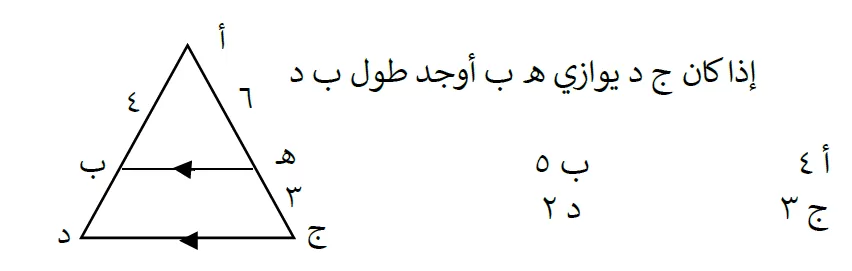 إذا كان ج د يوازي هـ ب أوجد طول ب د
أ ٤ ب ٥
ج ٣ د ٢
أ
٤ ٦
ب هـ
٣
د ج